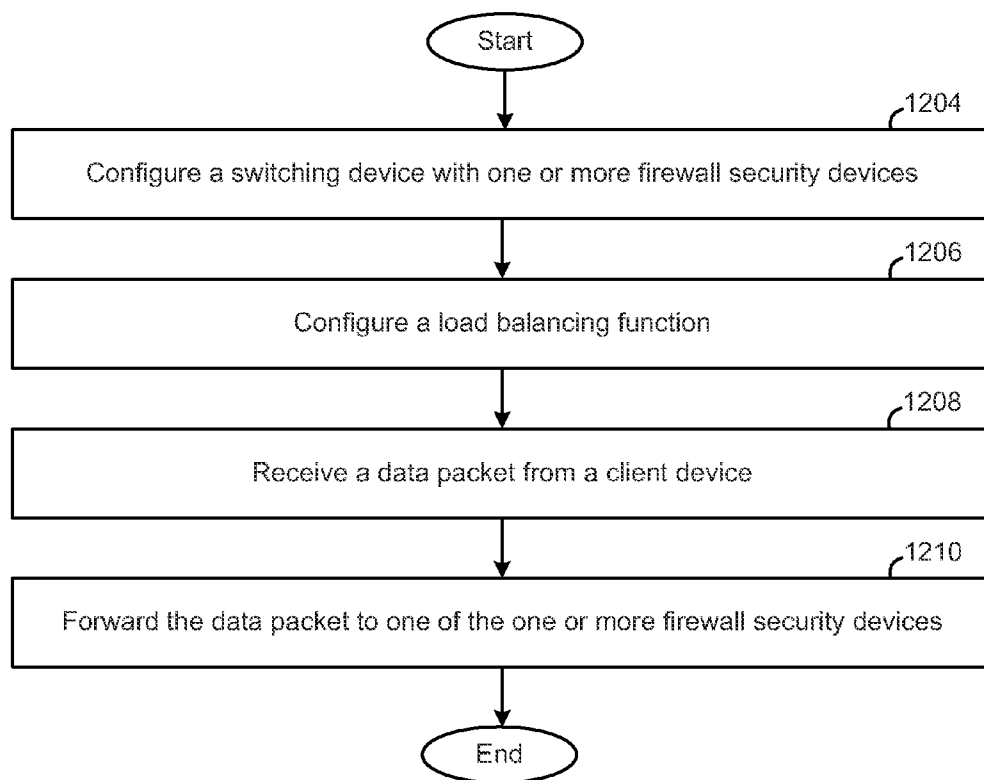 Start
1204
Configure a switching device with one or more firewall security devices
1206
Configure a load balancing function
1208
Receive a data packet from a client device
1210
Forward the data packet to one of the one or more firewall security devices
End